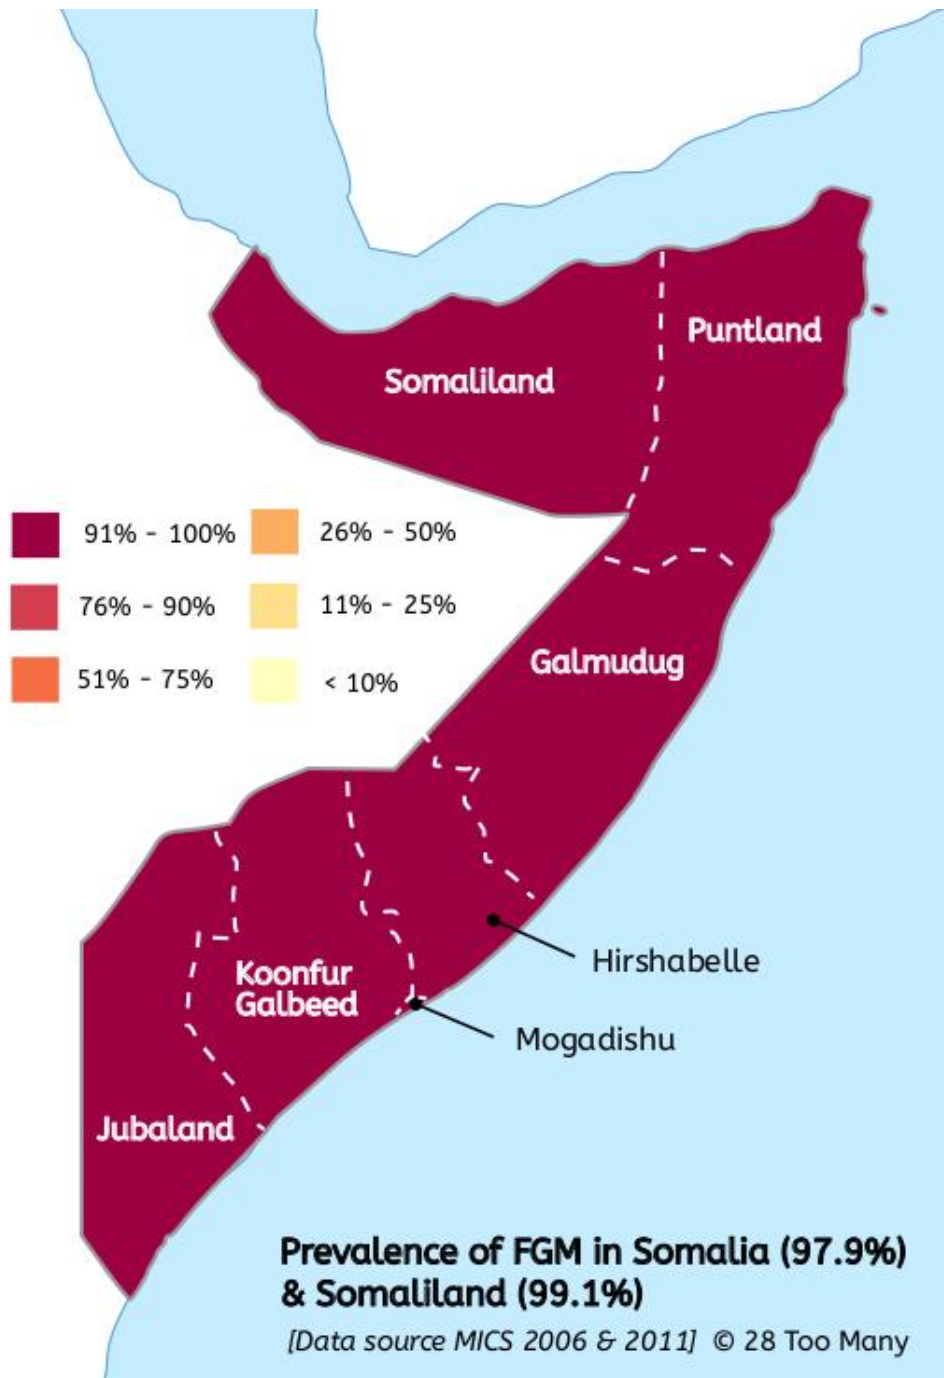 Puntland
Somaliland
91% - 100%
26% - 50%
76% - 90%
11% - 25%
51% - 75%
< 10%
Galmudug
Hirshabelle
Koonfur
Galbeed
Mogadishu
Jubaland
Prevalence of FGM in Somalia (97.9%)
& Somaliland (99.1%)
[Data source MICS 2006 & 2011] © 28 Too Many